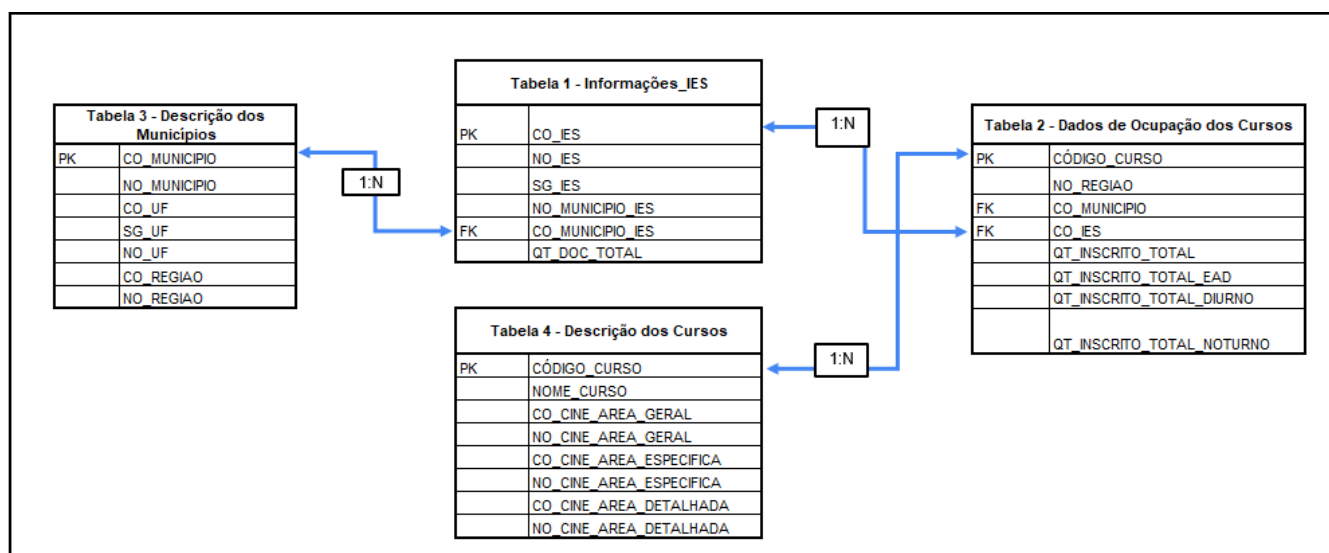 Tabela 3 - Descrição dos
Municípios
PK CO_MUNICIPIO
NO_MUNICIPIO
CO_UF
SG_UF
NO_UF
CO_REGIAO
NO_REGIAO
1:N
Tabela 1 - Informações_IES
PK CO_IES
NO_IES
SG_IES
NO_MUNICIPIO_IES
FK CO_MUNICIPIO_IES
QT_DOC_TOTAL
1:N
Tabela 2 - Dados de Ocupação dos Cursos
PK CÓDIGO_CURSO
NO_REGIAO
FK CO_MUNICIPIO
FK CO_IES
QT_INSCRITO_TOTAL
QT_INSCRITO_TOTAL_EAD
QT_INSCRITO_TOTAL_DIURNO
QT_INSCRITO_TOTAL_NOTURNO
Tabela 4 - Descrição dos Cursos
PK CÓDIGO_CURSO
NOME_CURSO
CO_CINE_AREA_GERAL
NO_CINE_AREA_GERAL
CO_CINE_AREA_ESPECIFICA
NO_CINE_AREA_ESPECIFICA
CO_CINE_AREA_DETALHADA
NO_CINE_AREA_DETALHADA
1:N